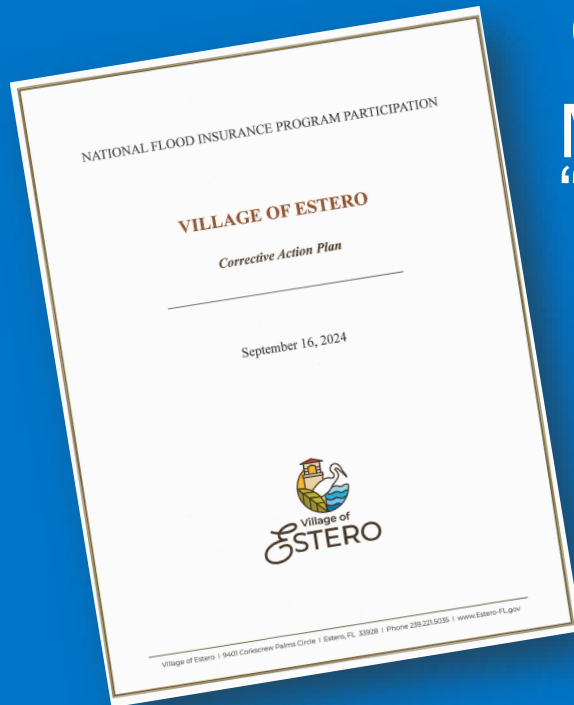 NATIONAL FLOOD INSURANCE PROGRAM PARTICIPATION
VILLAGE OF ESTERO
Corrective Action Plan
September 16, 2024
Village of
ESTERO
Village of Estero | 9401 Corkscrew Palms Circle | Estero, FL 33928 | Phone 239.221.5035 | www.Estero-FL.gov